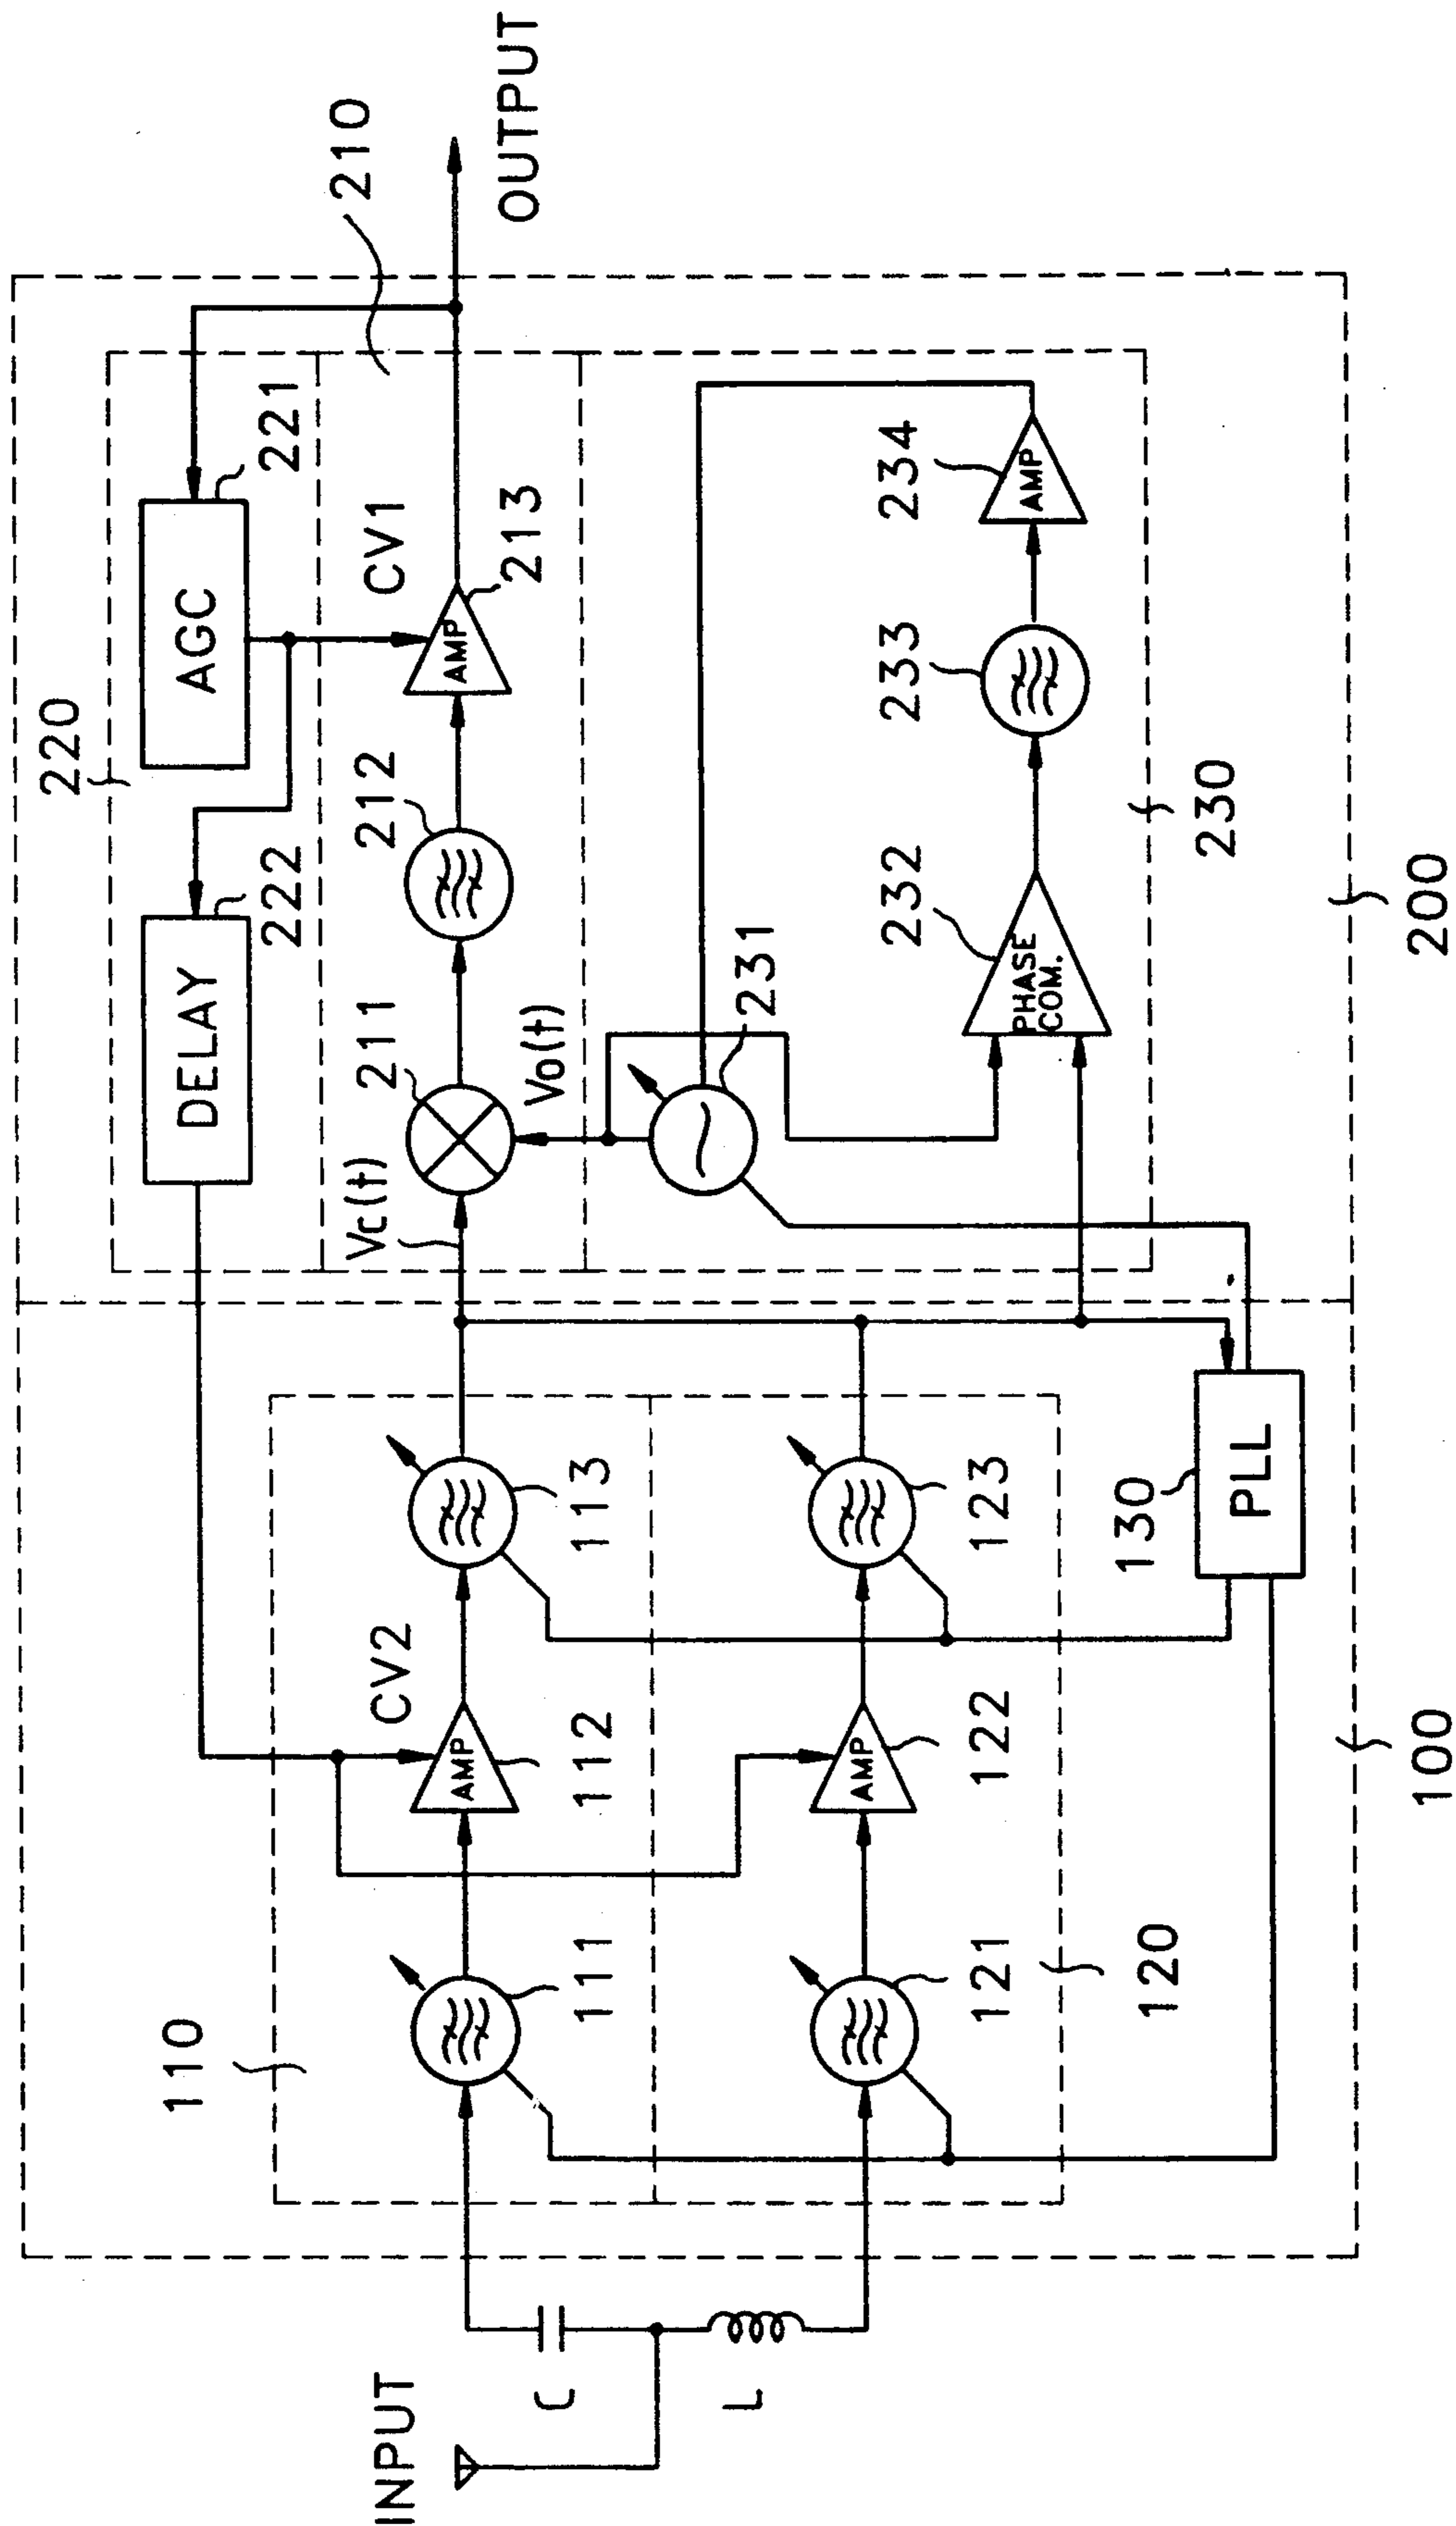 220
AGC
221
DELAY
222
210
CV1
AMP
213
OUTPUT
212
211
Vc(t)
Vo(t)
231
PHASE
COM.
232
233
AMP
234
230
200
110
111
CV2
AMP
112
113
121
AMP
122
123
120
130
PLL
100
INPUT
C
L